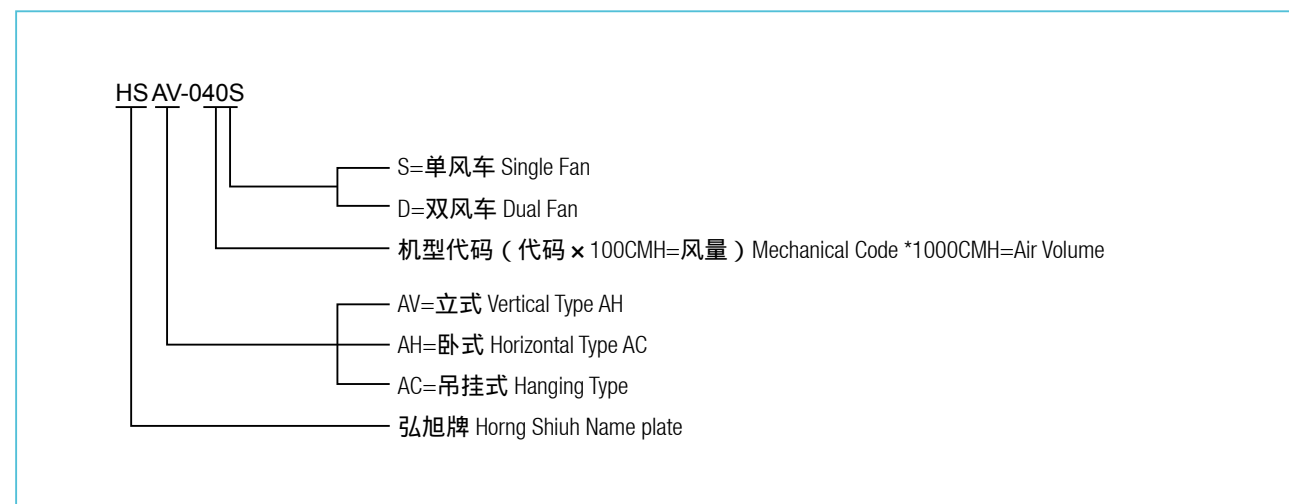 HSAV-040S
S=单风车 Single Fan
D=双风车 Dual Fan
机型代码（代码×100CMH=风量）Mechanical Code *1000CMH=Air Volume
AV=立式 Vertical Type AH
AH=卧式 Horizontal Type AC
AC=吊挂式 Hanging Type
弘旭牌 Horng Shiuh Name plate